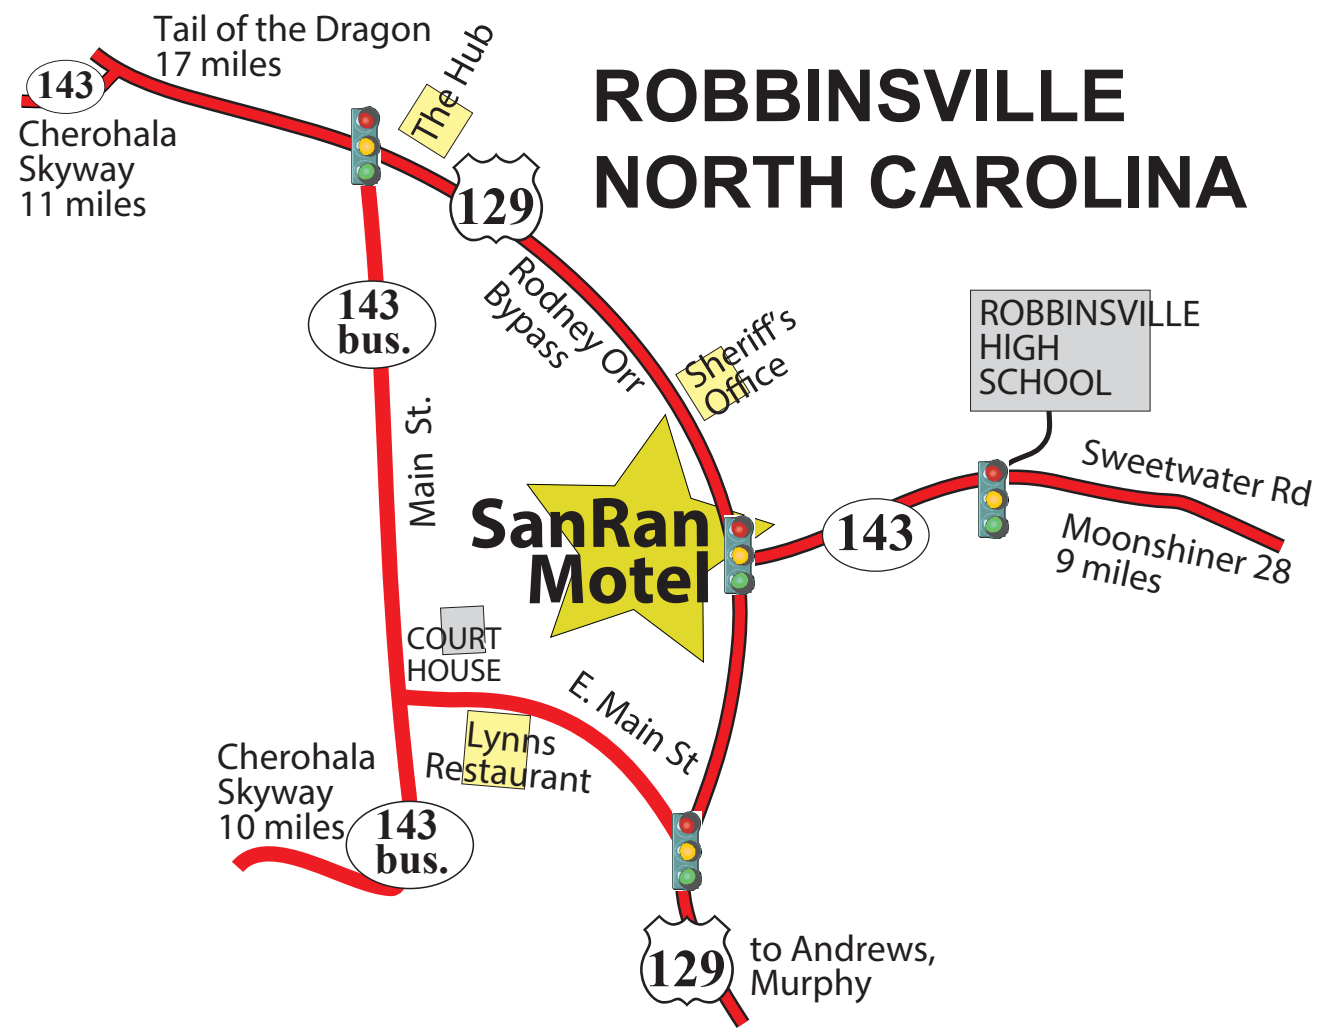 Tail of the Dragon
17 miles
The Hub
ROBBINSVILLE
NORTH CAROLINA
143
Cherohala
Skyway
11 miles
129
Rodney Orr
Bypass
143
bus.
Sheriff's
Office
ROBBINSVILLE
HIGH
SCHOOL
Main St.
SanRan
Motel
143
Sweetwater Rd
Moonshiner 28
9 miles
COURT
HOUSE
E. Main St
Lynns
Restaurant
Cherohala
Skyway
10 miles
143
bus.
129
to Andrews,
Murphy